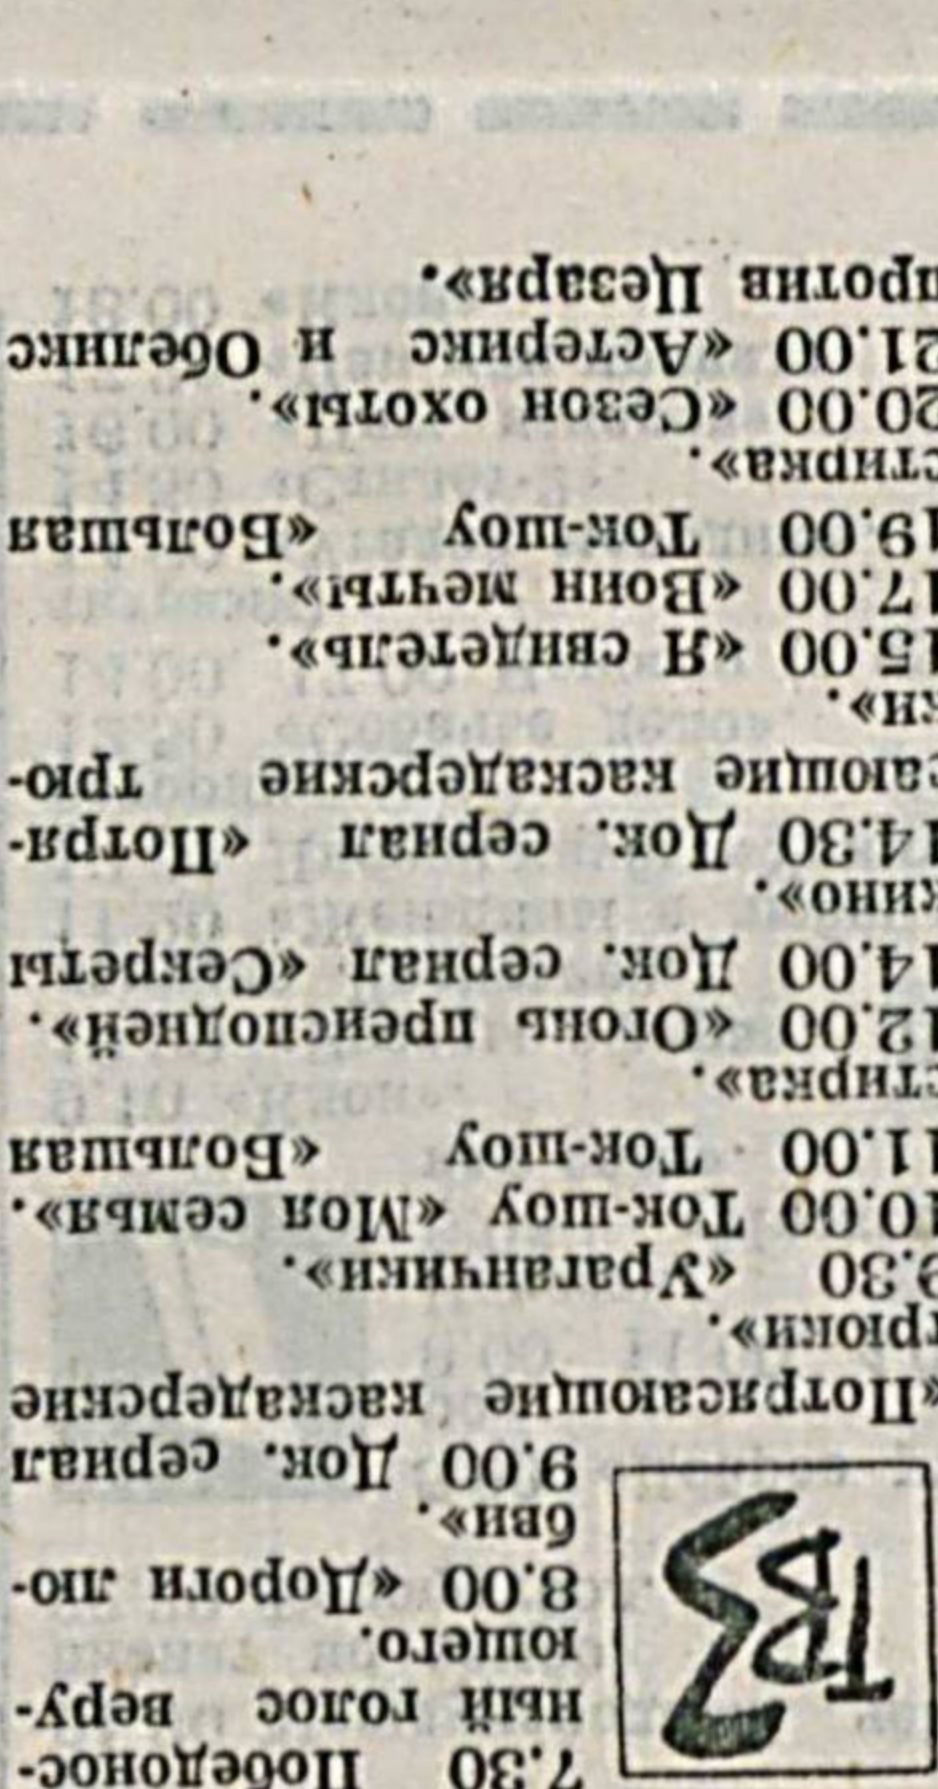 ТВ3
7.30 Победонос-
ный голос веру-
ющего.
8.00 «Дороги лю-
бви».
9.00 Док. сериал
«Потрясающие каскадерские
трюки».
9.30 «Ураганчики».
10.00 Ток-шоу «Моя семья».
11.00 Ток-шоу «Большая
стирка».
12.00 «Огонь преисподней».
14.00 Док. сериал «Секреты
кино».
14.30 Док. сериал «Потря-
сающие каскадерские трю-
ки».
15.00 «Я свидетель».
17.00 «Воин мечты».
19.00 Ток-шоу «Большая
стирка».
20.00 «Сезон охоты».
21.00 «Астерикс и Обеликс
против Цезаря».